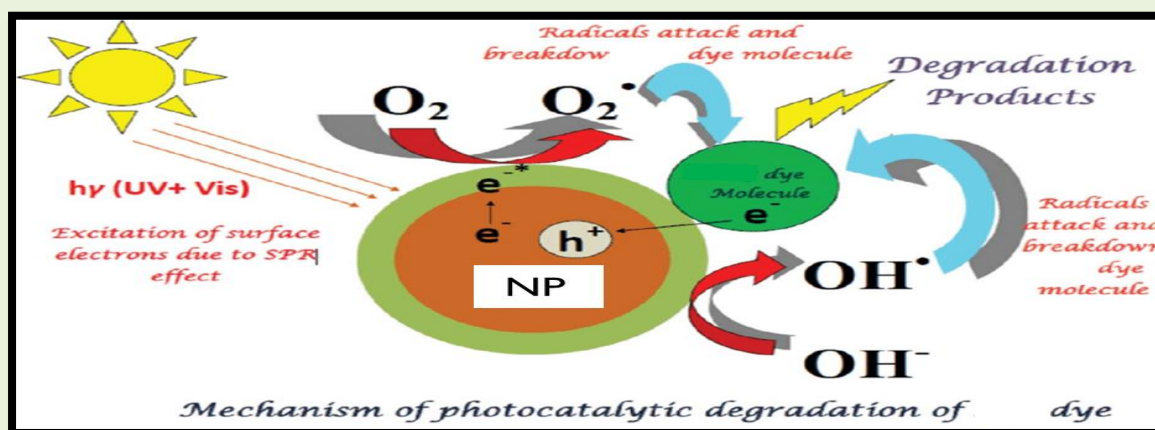 Radicals attack and
breakdow dye molecule
Degradation
Products
O₂
O₂•
hγ (UV+ Vis)
Excitation of surface
electrons due to SPR
effect
e⁻*
e⁻
h⁺
NP
dye
Molecule
e⁻
Radicals
attack and
breakdown
dye
molecule
OH•
OH⁻
Mechanism of photocatalytic degradation of . dye